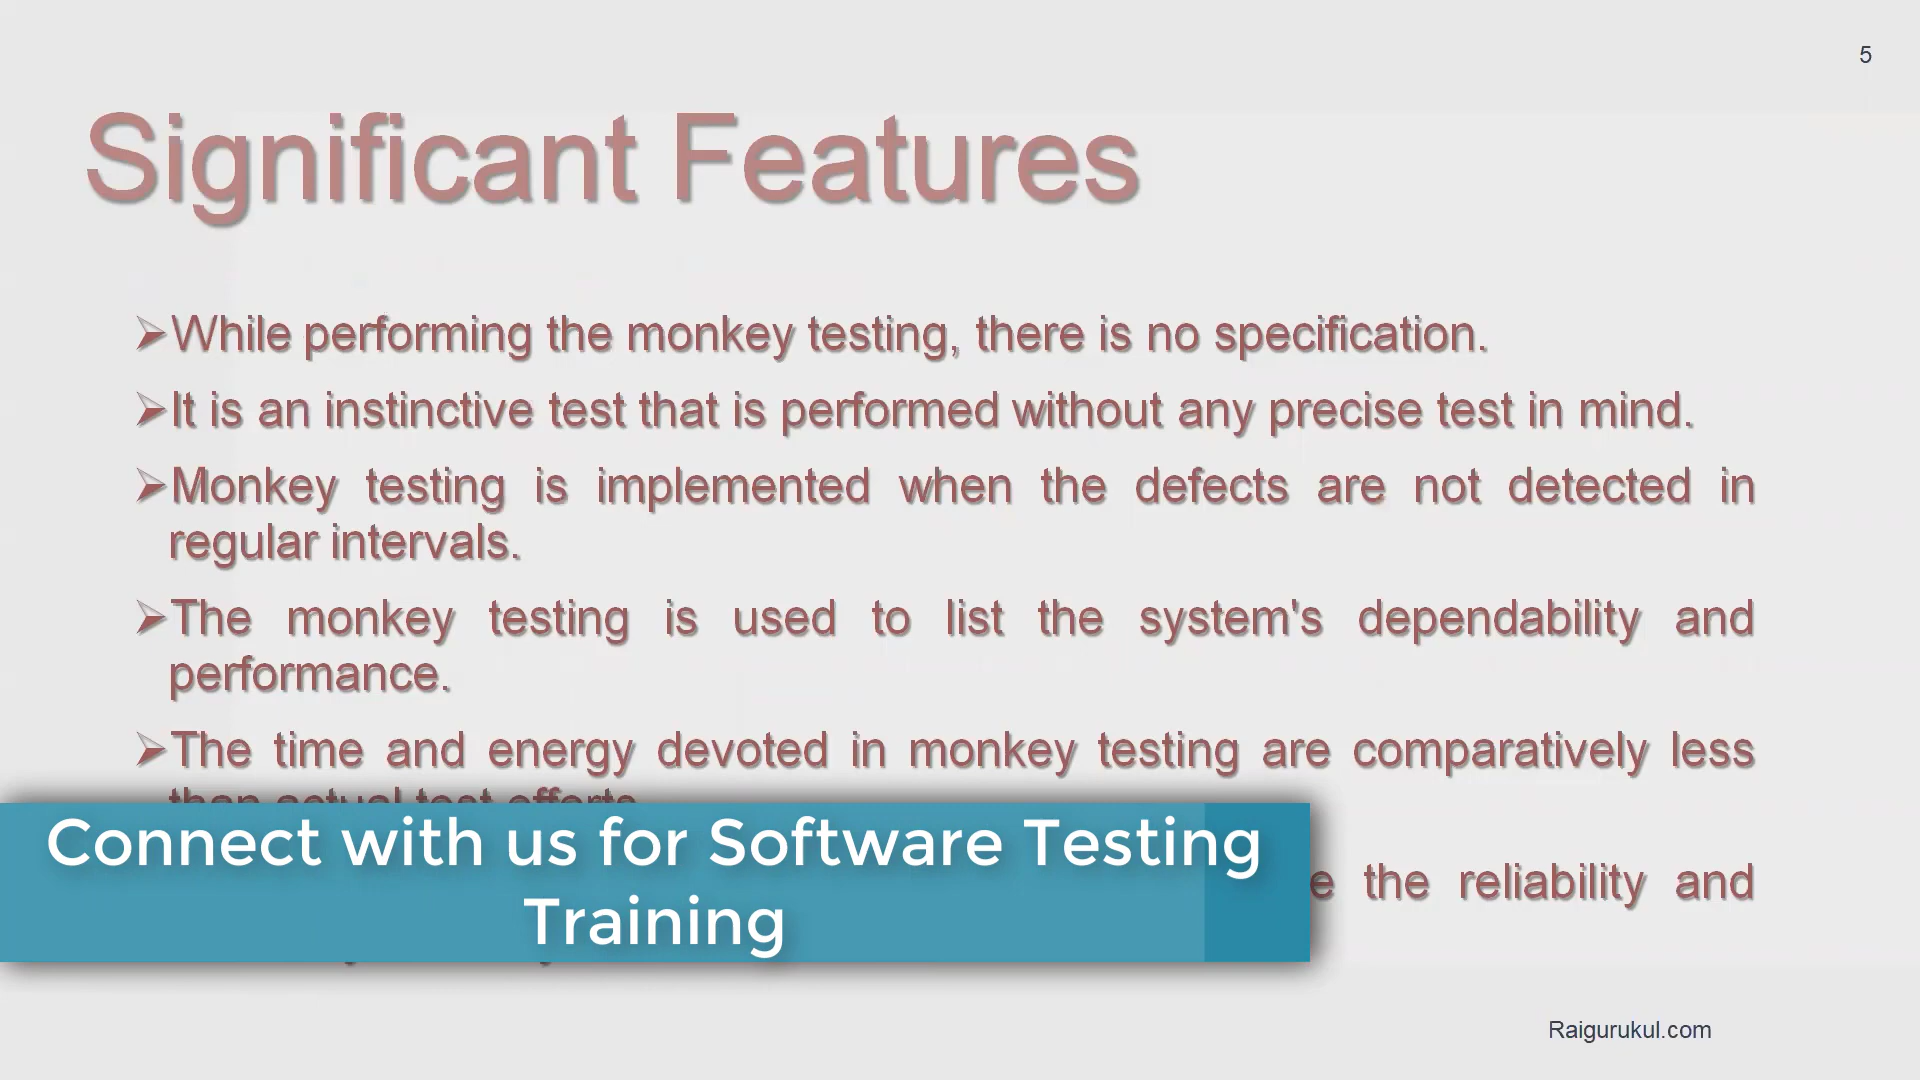 5
Significant Features
While performing the monkey testing, there is no specification.
It is an instinctive test that is performed without any precise test in mind.
Monkey testing is implemented when the defects are not detected in
regular intervals.
The monkey testing is used to list the system's dependability and
performance.
The time and energy devoted in monkey testing are comparatively less
than actual test efforts.
Connect with us for Software Testing
Training
the reliability and
Raigurukul.com